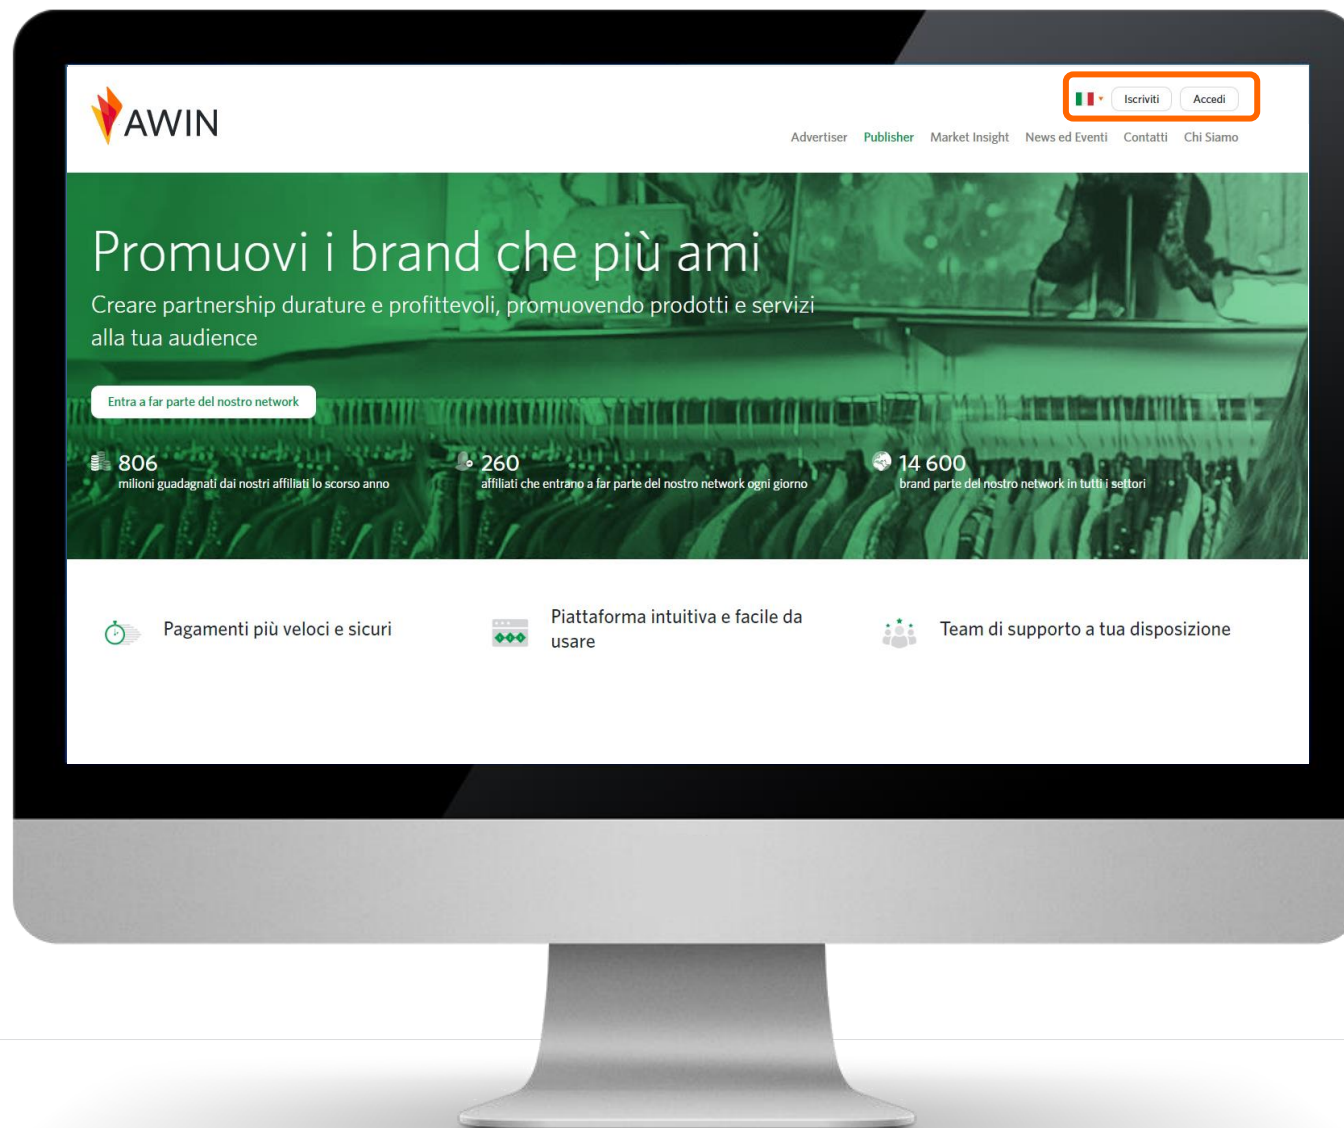 AWIN
Iscriviti
Accedi
Advertiser Publisher Market Insight News ed Eventi Contatti Chi Siamo
Promuovi i brand che più ami
Creare partnership durature e profittevoli, promuovendo prodotti e servizi
alla tua audience
Entra a far parte del nostro network
806
milioni guadagnati dai nostri affiliati lo scorso anno
260
affiliati che entrano a far parte del nostro network ogni giorno
14 600
brand parte del nostro network in tutti i settori
Pagamenti più veloci e sicuri
Piattaforma intuitiva e facile da
usare
Team di supporto a tua disposizione